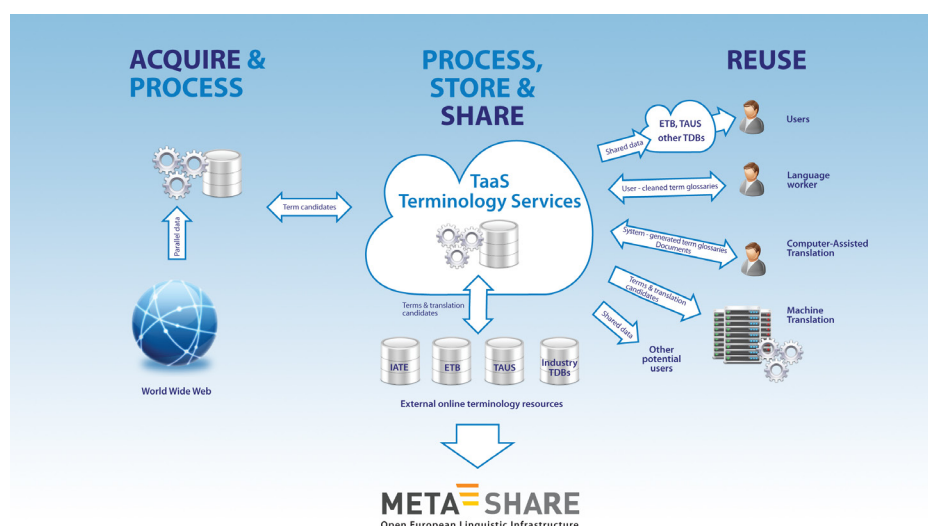 ACQUIRE &
PROCESS
Parallel data
World Wide Web
Term candidates
PROCESS,
STORE &
SHARE
TaaS
Terminology Services
Terms & translation
candidates
IATE
ETB
TAUS
Industry
TDBs
External online terminology resources
META SHARE
Open European Linguistic Infrastructure
REUSE
Shared data
ETB, TAUS
other TDBs
Users
User - cleaned term glossaries
Language
worker
System - generated term glossaries
Documents
Computer-Assisted
Translation
Terms & translation
candidates
Machine
Translation
Shared data
Other
potential
users